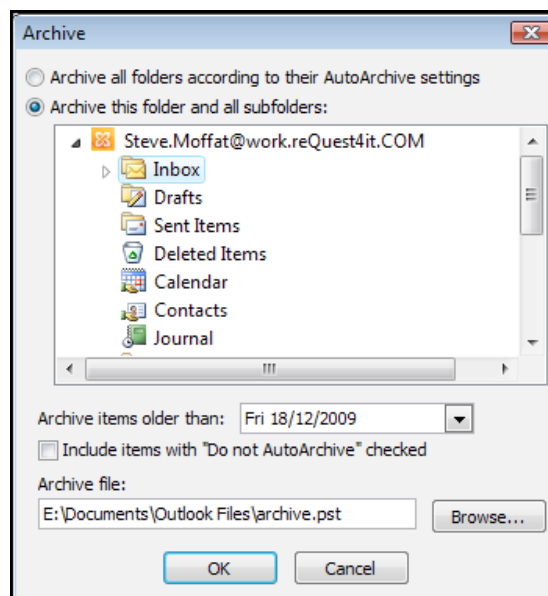 Archive
Archive all folders according to their AutoArchive settings
Archive this folder and all subfolders:
Steve.Moffat@work.reQuest4it.COM
Inbox
Drafts
Sent Items
Deleted Items
Calendar
Contacts
Journal
Archive items older than: Fri 18/12/2009
Include items with "Do not AutoArchive" checked
Archive file:
E:\Documents\Outlook Files\archive.pst Browse...
OK Cancel